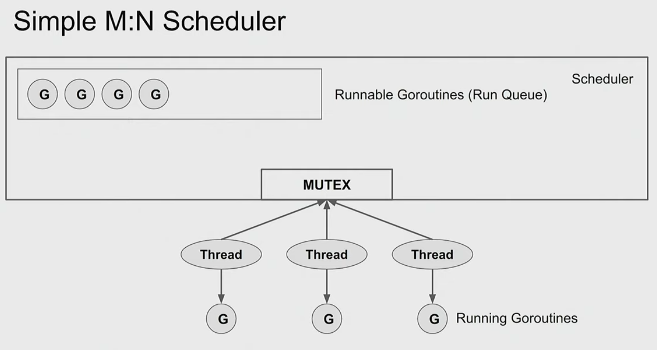 Simple M:N Scheduler
Scheduler
G G G G Runnable Goroutines (Run Queue)
MUTEX
Thread Thread Thread
G G G Running Goroutines